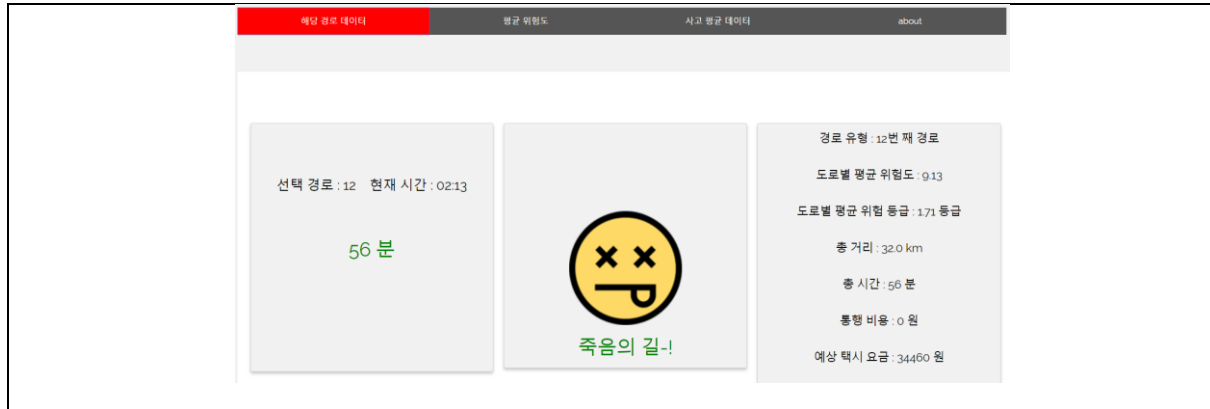 해당 경로 데이터 평균 위험도 사고 평균 데이터 about
선택 경로 : 12 현재 시간 : 02:13
56 분
죽음의 길-!
경로 유형 : 12번 째 경로
도로별 평균 위험도 : 9.13
도로별 평균 위험 등급 : 1.71 등급
총 거리 : 32.0 km
총 시간 : 56 분
통행 비용 : 0 원
예상 택시 요금 : 34460 원